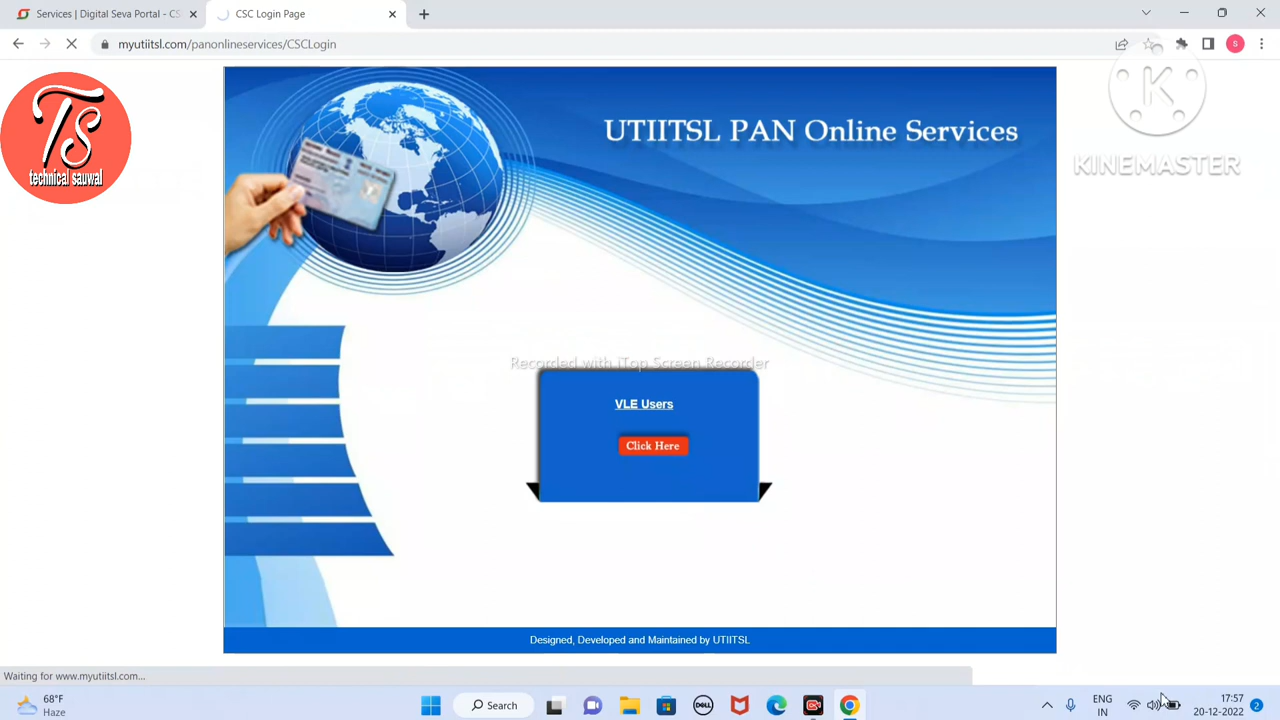 Services | Digital Seva Portal - CS
CSC Login Page
myutiitsl.com/panonlineservices/CSCLogin
S
TS
technical sauwal
UTIITSL PAN Online Services
K
KINEMASTER
Recorded with iTop Screen Recorder
VLE Users
Click Here
Designed, Developed and Maintained by UTIITSL
Waiting for www.myutiitsl.com...
68°F
Haze
Search
DELL
ENG
IN
17:57
20-12-2022
2